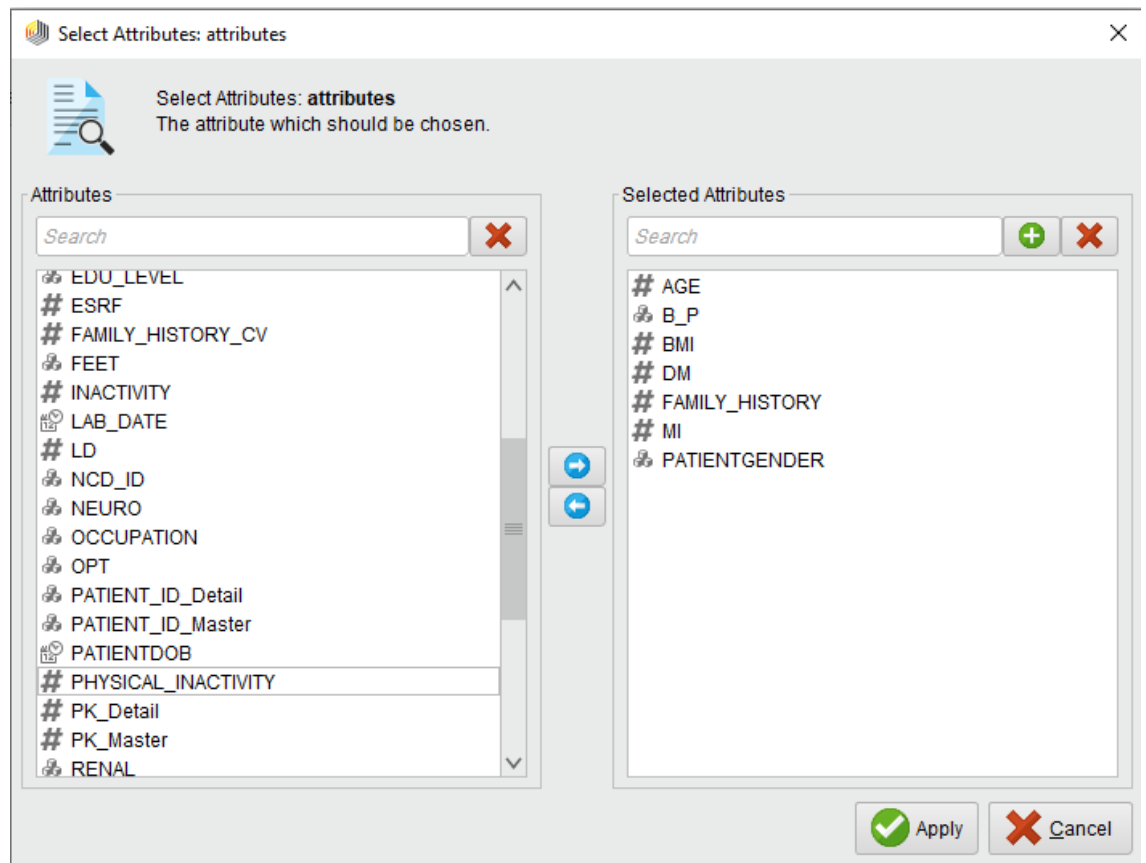 Select Attributes: attributes
Select Attributes: attributes
The attribute which should be chosen.
Attributes
Search
EDU_LEVEL
ESRF
FAMILY_HISTORY_CV
FEET
INACTIVITY
LAB_DATE
LD
NCD_ID
NEURO
OCCUPATION
OPT
PATIENT_ID_Detail
PATIENT_ID_Master
PATIENTDOB
PHYSICAL_INACTIVITY
PK_Detail
PK_Master
RENAL
Selected Attributes
Search
AGE
B_P
BMI
DM
FAMILY_HISTORY
MI
PATIENTGENDER
Apply
Cancel